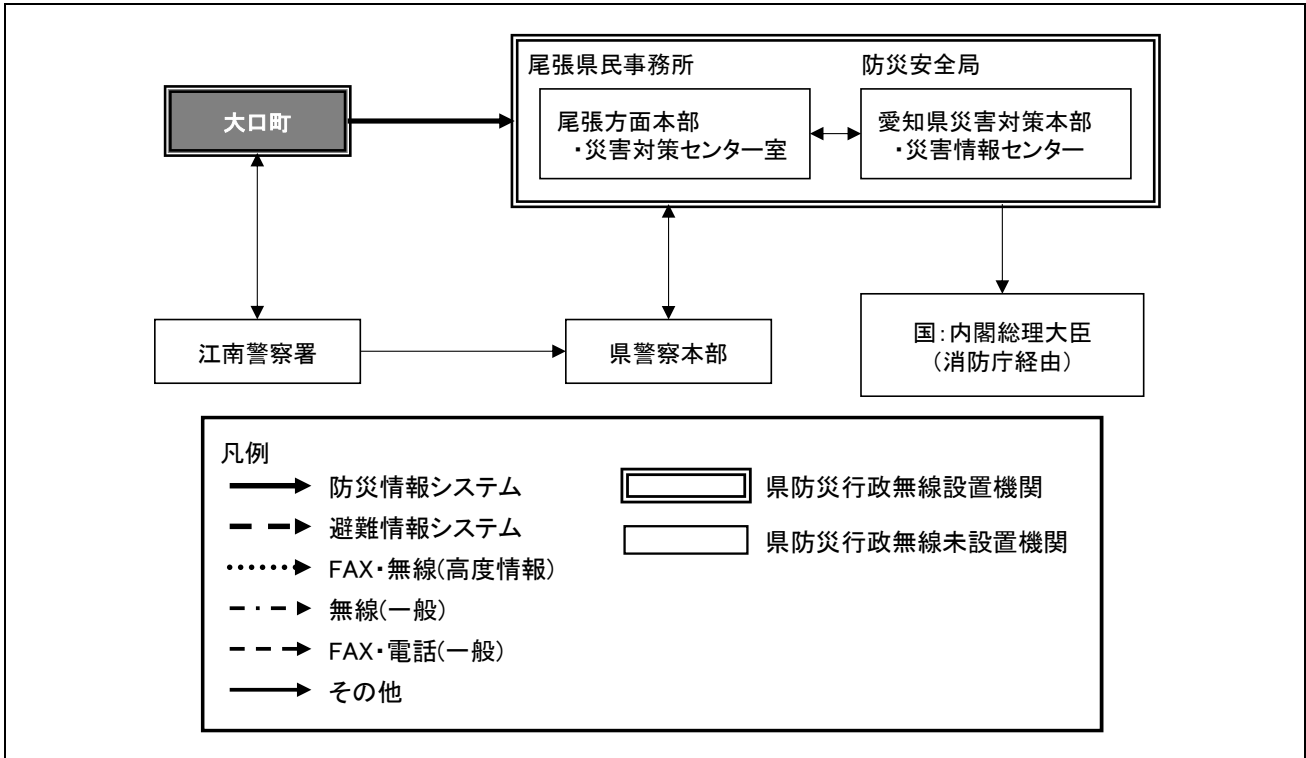 大口町
尾張県民事務所
尾張方面本部
・災害対策センター室
防災安全局
愛知県災害対策本部
・災害情報センター
江南警察署
県警察本部
国：内閣総理大臣
（消防庁経由）
凡例
防災情報システム
避難情報システム
FAX・無線(高度情報)
無線(一般)
FAX・電話(一般)
その他
県防災行政無線設置機関
県防災行政無線未設置機関